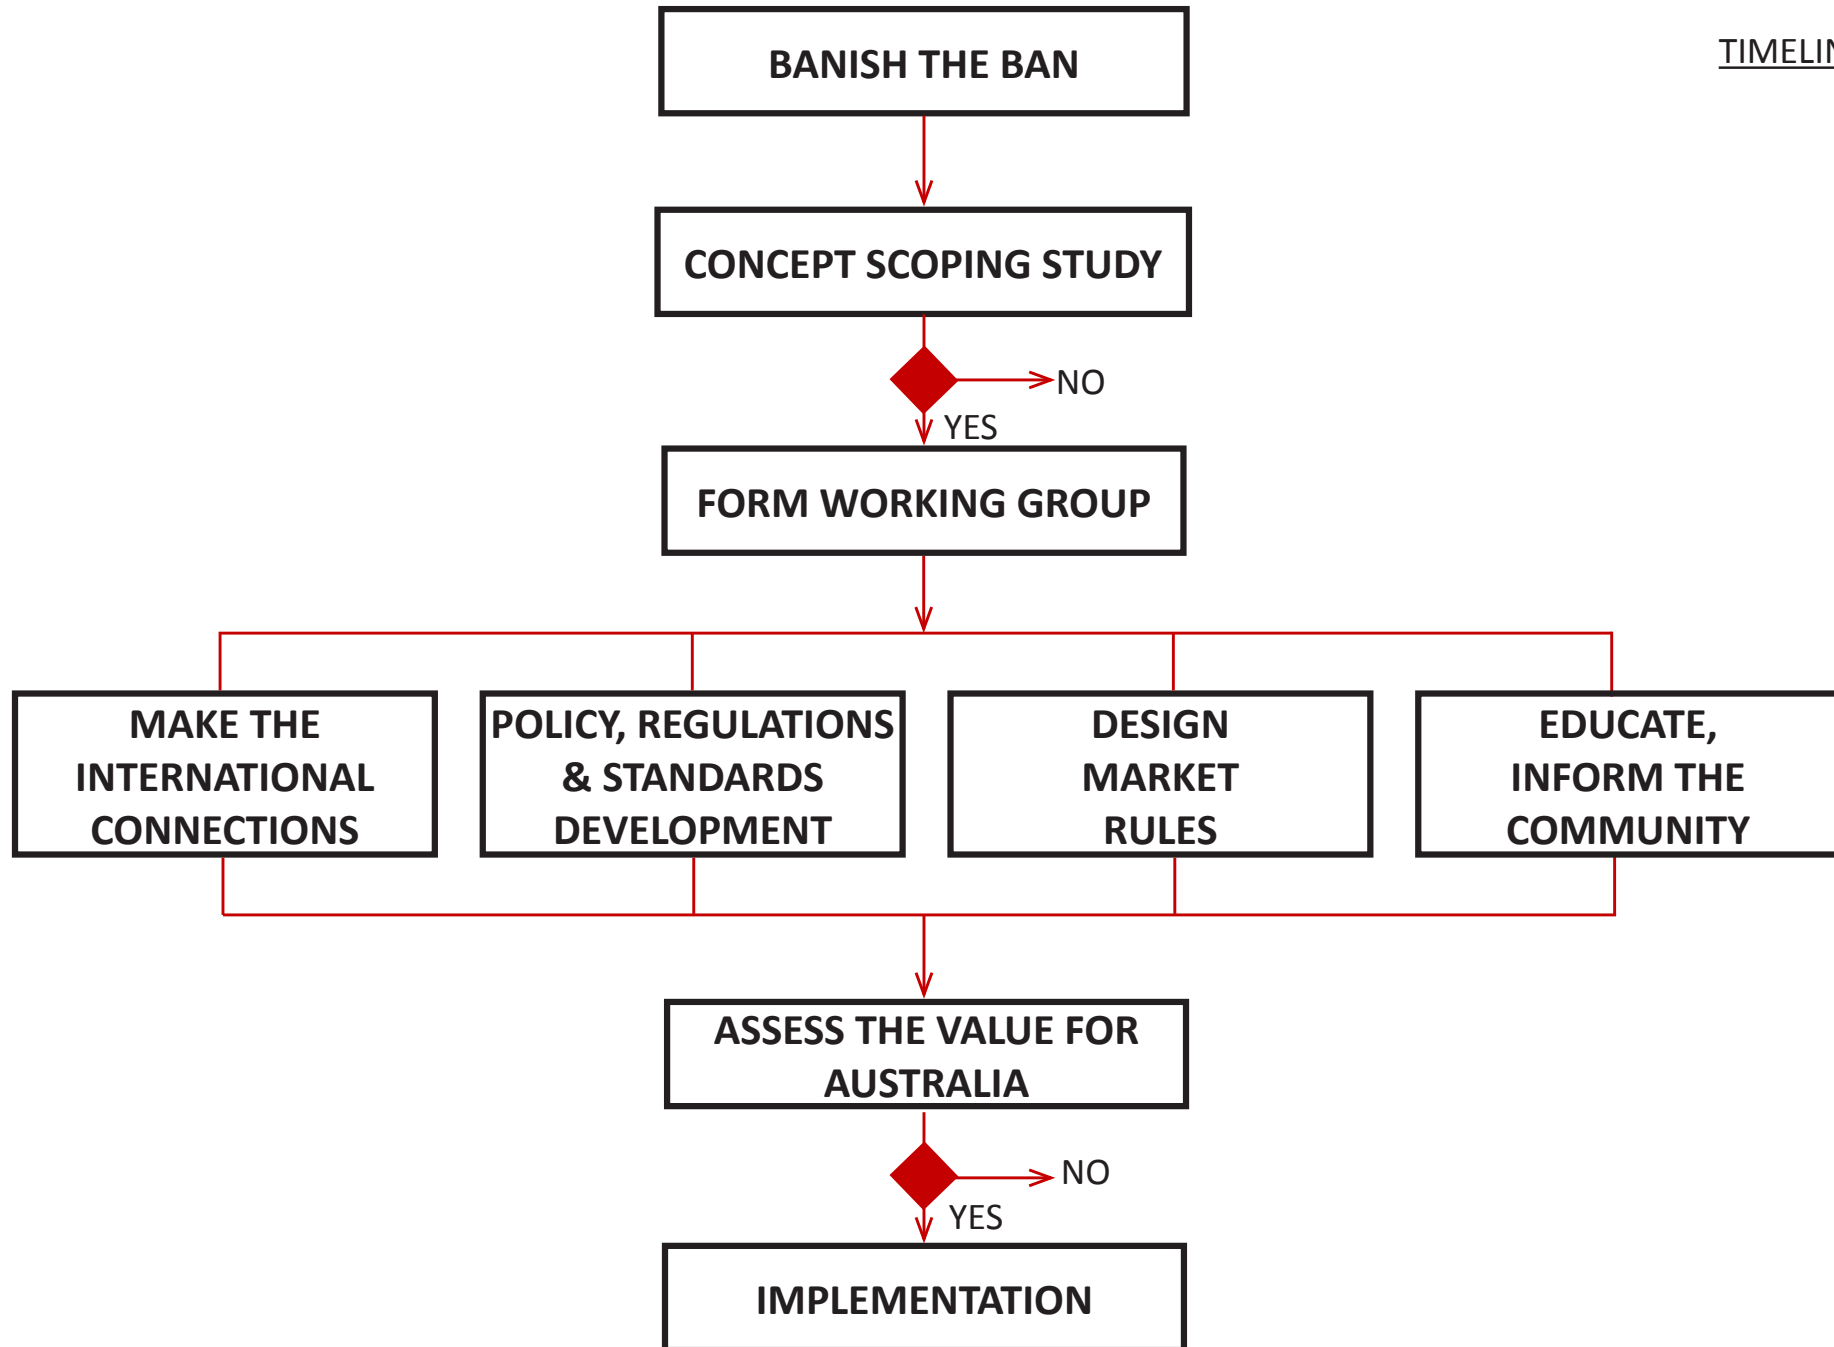 BANISH THE BAN
TIMELIN
CONCEPT SCOPING STUDY
NO
YES
FORM WORKING GROUP
MAKE THE
INTERNATIONAL
CONNECTIONS
POLICY, REGULATIONS
& STANDARDS
DEVELOPMENT
DESIGN
MARKET
RULES
EDUCATE,
INFORM THE
COMMUNITY
ASSESS THE VALUE FOR
AUSTRALIA
NO
YES
IMPLEMENTATION